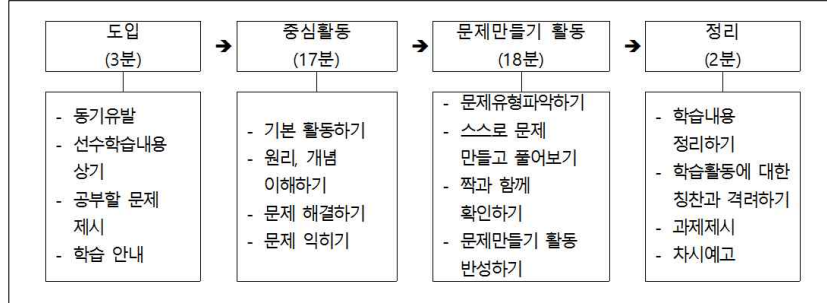 도입
(3분)
➔
중심활동
(17분)
➔
문제만들기 활동
(18분)
➔
정리
(2분)
- 동기유발
- 선수학습내용
상기
- 공부할 문제
제시
- 학습 안내
- 기본 활동하기
- 원리, 개념
이해하기
- 문제 해결하기
- 문제 익히기
- 문제유형파악하기
- 스스로 문제
만들고 풀어보기
- 짝과 함께
확인하기
- 문제만들기 활동
반성하기
- 학습내용
정리하기
- 학습활동에 대한
칭찬과 격려하기
- 과제제시
- 차시예고